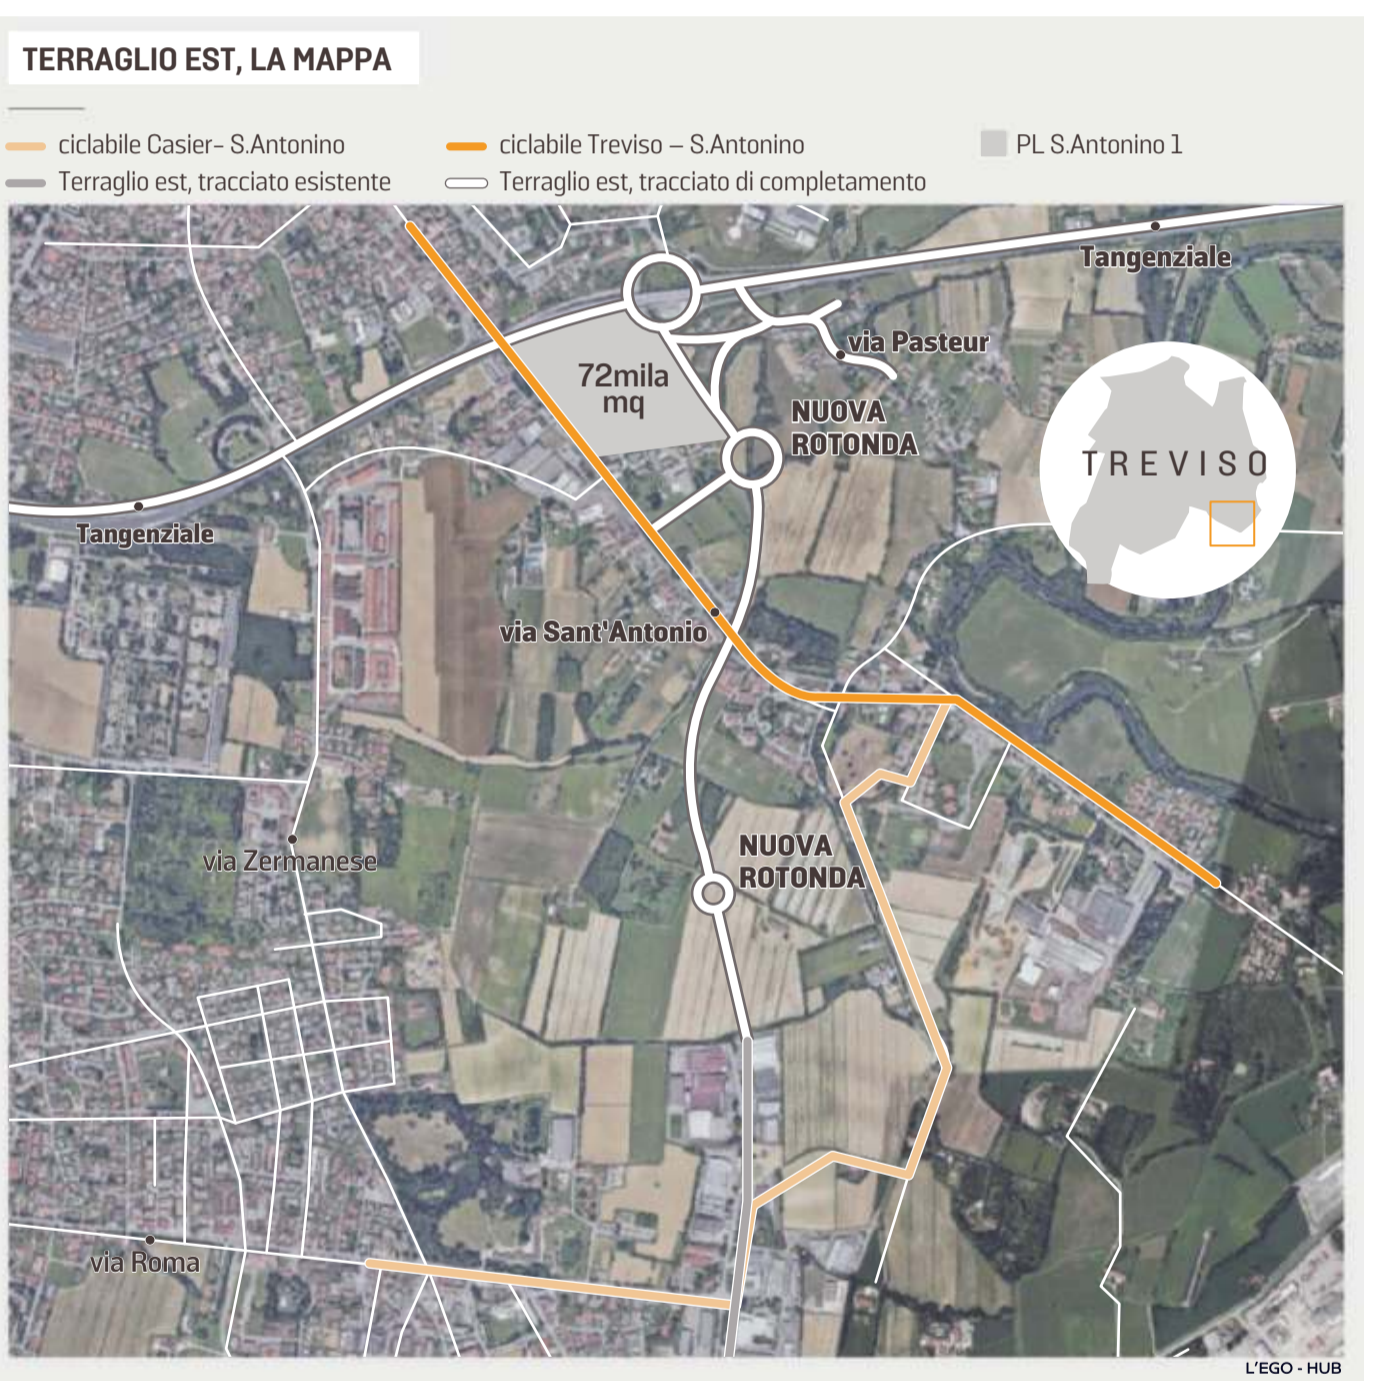 TERRAGLIO EST, LA MAPPA
ciclabile Casier– S.Antonino
ciclabile Treviso – S.Antonino
PL S.Antonino 1
Terraglio est, tracciato esistente
Terraglio est, tracciato di completamento
Tangenziale
via Pasteur
72mila
mq
NUOVA
ROTONDA
TREVISO
Tangenziale
via Sant'Antonio
NUOVA
ROTONDA
via Zermanese
via Roma
L'EGO - HUB